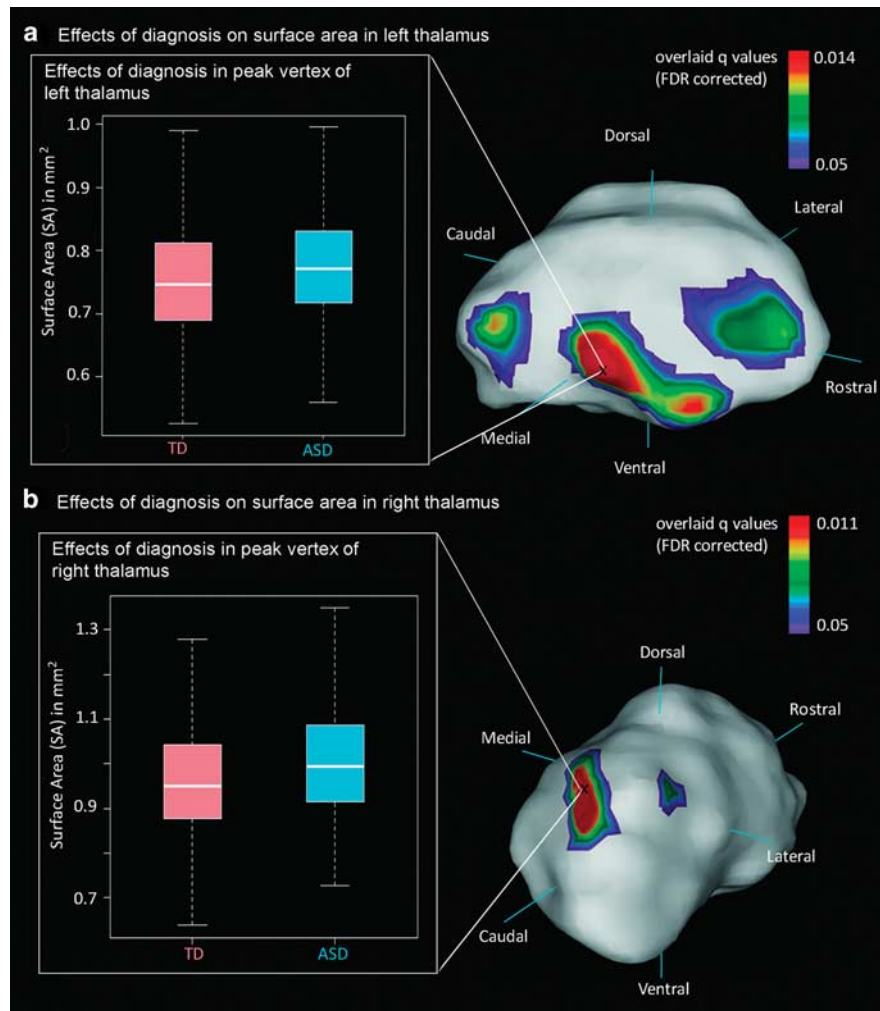 a Effects of diagnosis on surface area in left thalamus
Effects of diagnosis in peak vertex of
left thalamus
Surface Area (SA) in mm²
1.0
0.9
0.8
0.7
0.6
TD
ASD
overlaid q values
(FDR corrected)
0.014
0.05
Dorsal
Lateral
Caudal
Rostral
Medial
Ventral
x
b Effects of diagnosis on surface area in right thalamus
Effects of diagnosis in peak vertex of
right thalamus
Surface Area (SA) in mm²
1.3
1.1
0.9
0.7
TD
ASD
overlaid q values
(FDR corrected)
0.011
0.05
Dorsal
Rostral
Medial
x
Lateral
Caudal
Ventral